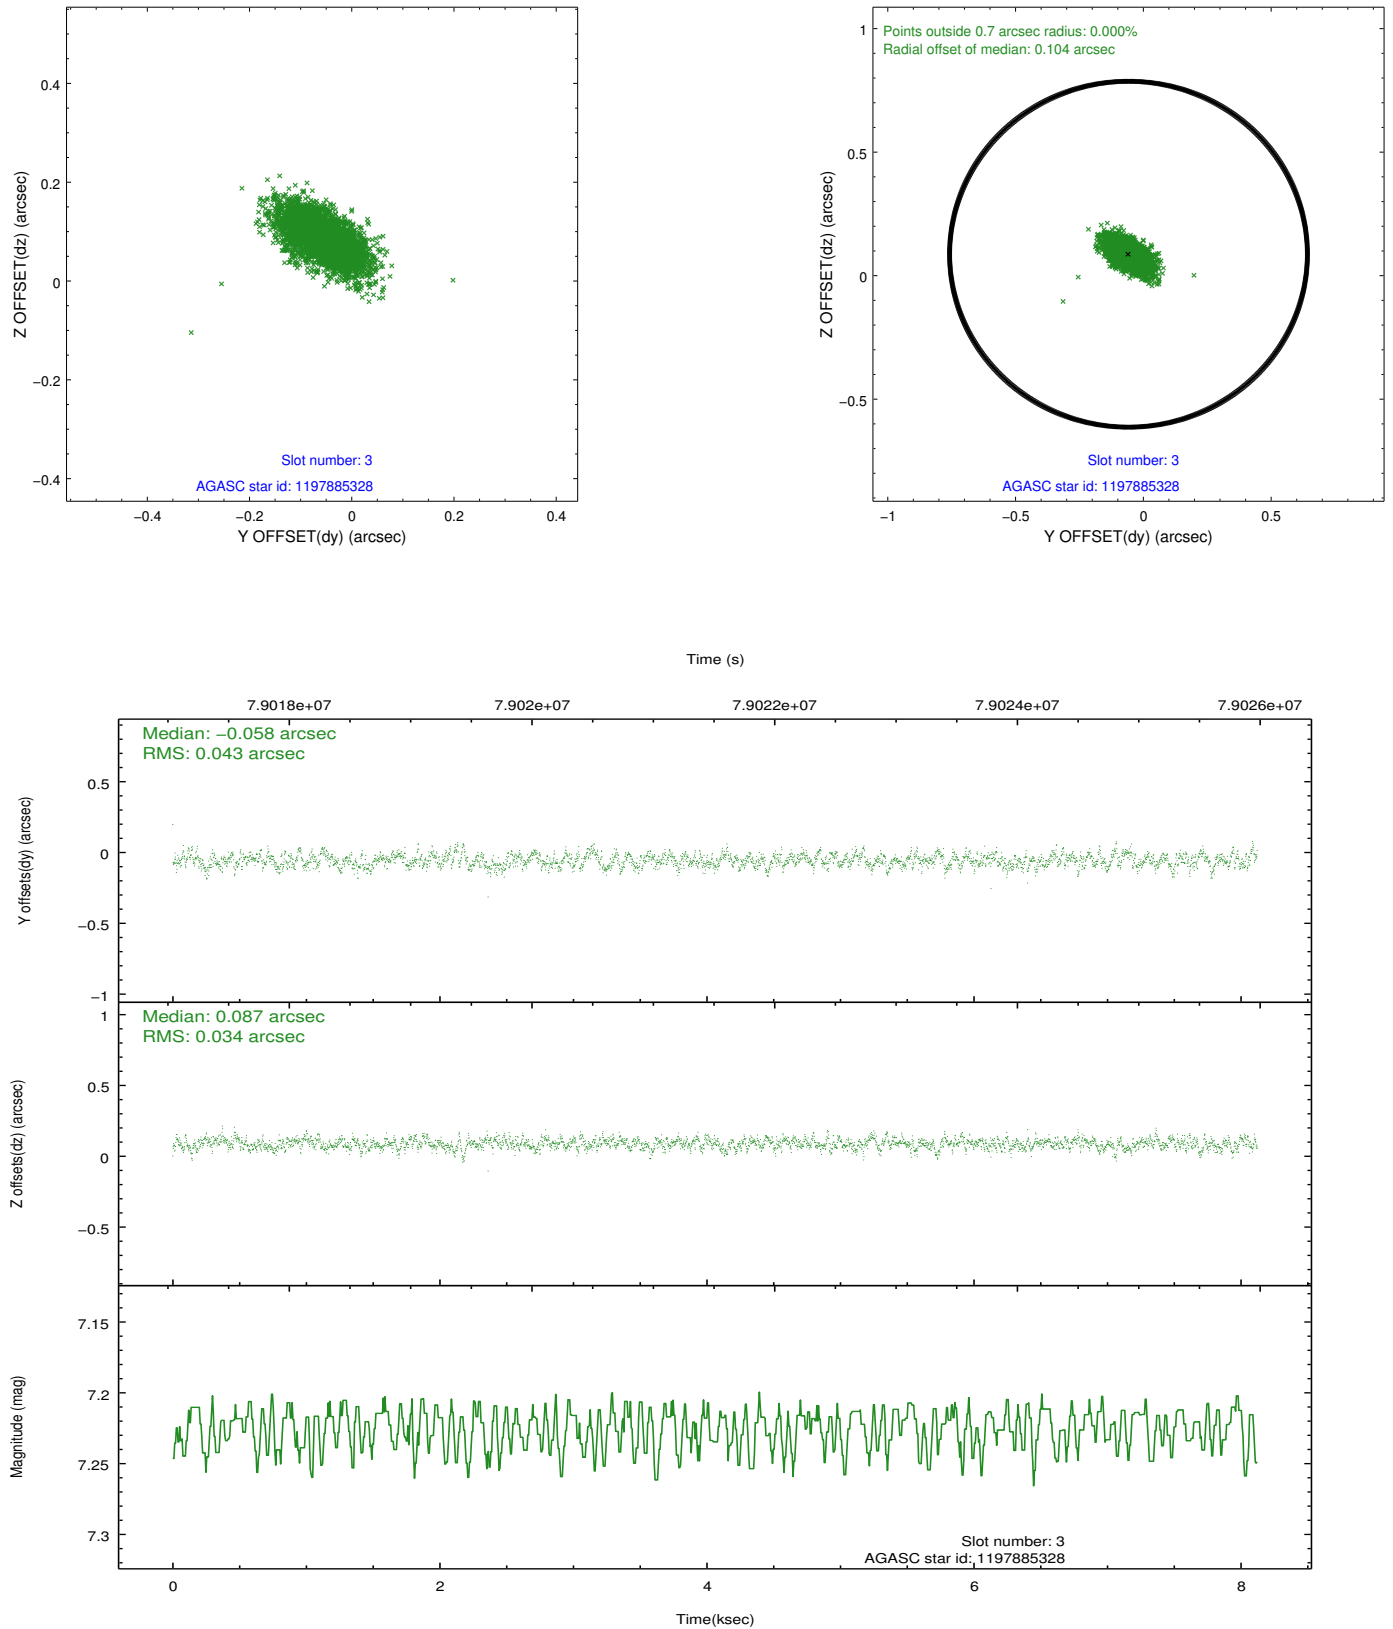 0.4
0.2
0
−0.2
−0.4
Z OFFSET(dz) (arcsec)
Slot number: 3
AGASC star id: 1197885328
−0.4 −0.2 0 0.2 0.4
Y OFFSET(dy) (arcsec)
Points outside 0.7 arcsec radius: 0.000%
Radial offset of median: 0.104 arcsec
1
0.5
0
−0.5
Z OFFSET(dz) (arcsec)
Slot number: 3
AGASC star id: 1197885328
−1 −0.5 0 0.5
Y OFFSET(dy) (arcsec)
Time (s)
7.9018e+07 7.902e+07 7.9022e+07 7.9024e+07 7.9026e+07
Median: −0.058 arcsec
RMS: 0.043 arcsec
0.5
0
−0.5
−1
Y offsets(dy) (arcsec)
Median: 0.087 arcsec
RMS: 0.034 arcsec
1
0.5
0
−0.5
Z offsets(dz) (arcsec)
7.15
7.2
7.25
7.3
Magnitude (mag)
Slot number: 3
AGASC star id: 1197885328
0 2 4 6 8
Time(ksec)